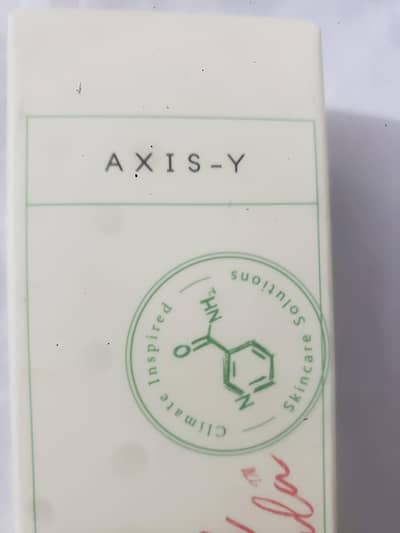 AXIS-Y
Climate Inspired
Skincare Solutions
NH₂
O
N